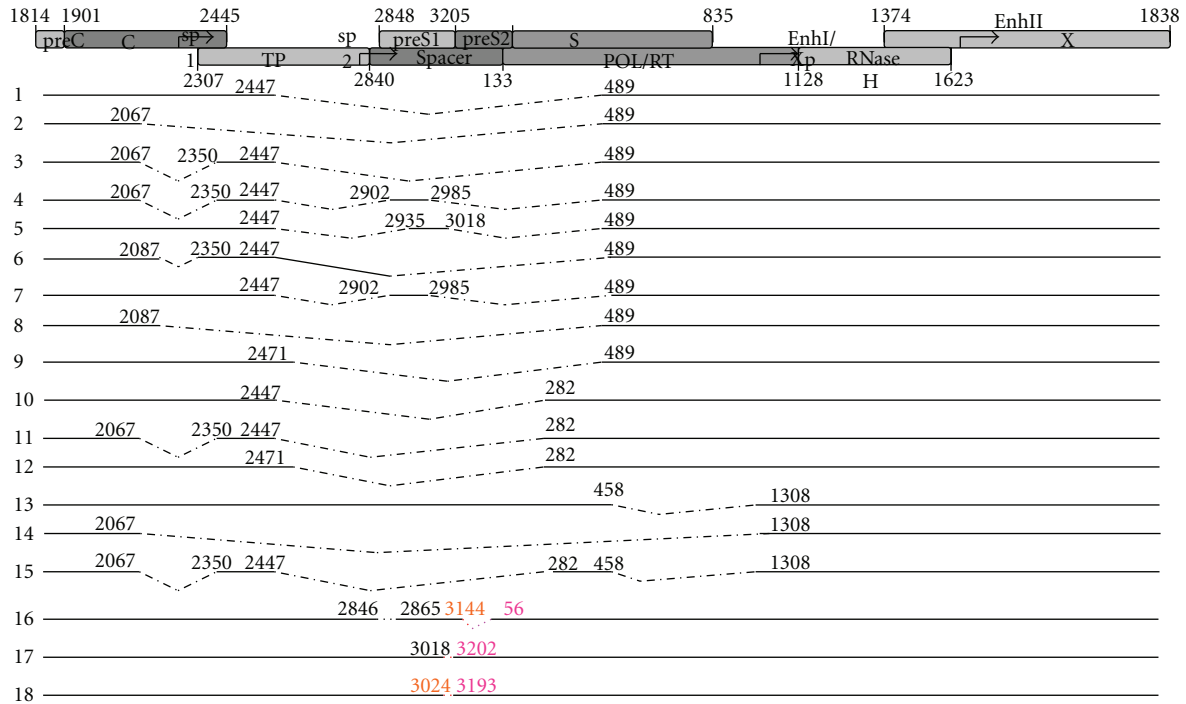 1814 1901 2445 2848 3205 835 1374 EnhII 1838
preC C sp preS1 preS2 S EnhI/ X
1 TP sp 2 Spacer POL/RT Xp RNase H
2307 2840 133 1128 1623
1 2447 489
2 2067 489
3 2067 2350 2447 489
4 2067 2350 2447 2902 2985 489
5 2447 2935 3018 489
6 2087 2350 2447 489
7 2447 2902 2985 489
8 2087 489
9 2471 489
10 2447 282
11 2067 2350 2447 282
12 2471 282
13 458 1308
14 2067 1308
15 2067 2350 2447 282 458 1308
16 2846 2865 3144 56
17 3018 3202
18 3024 3193